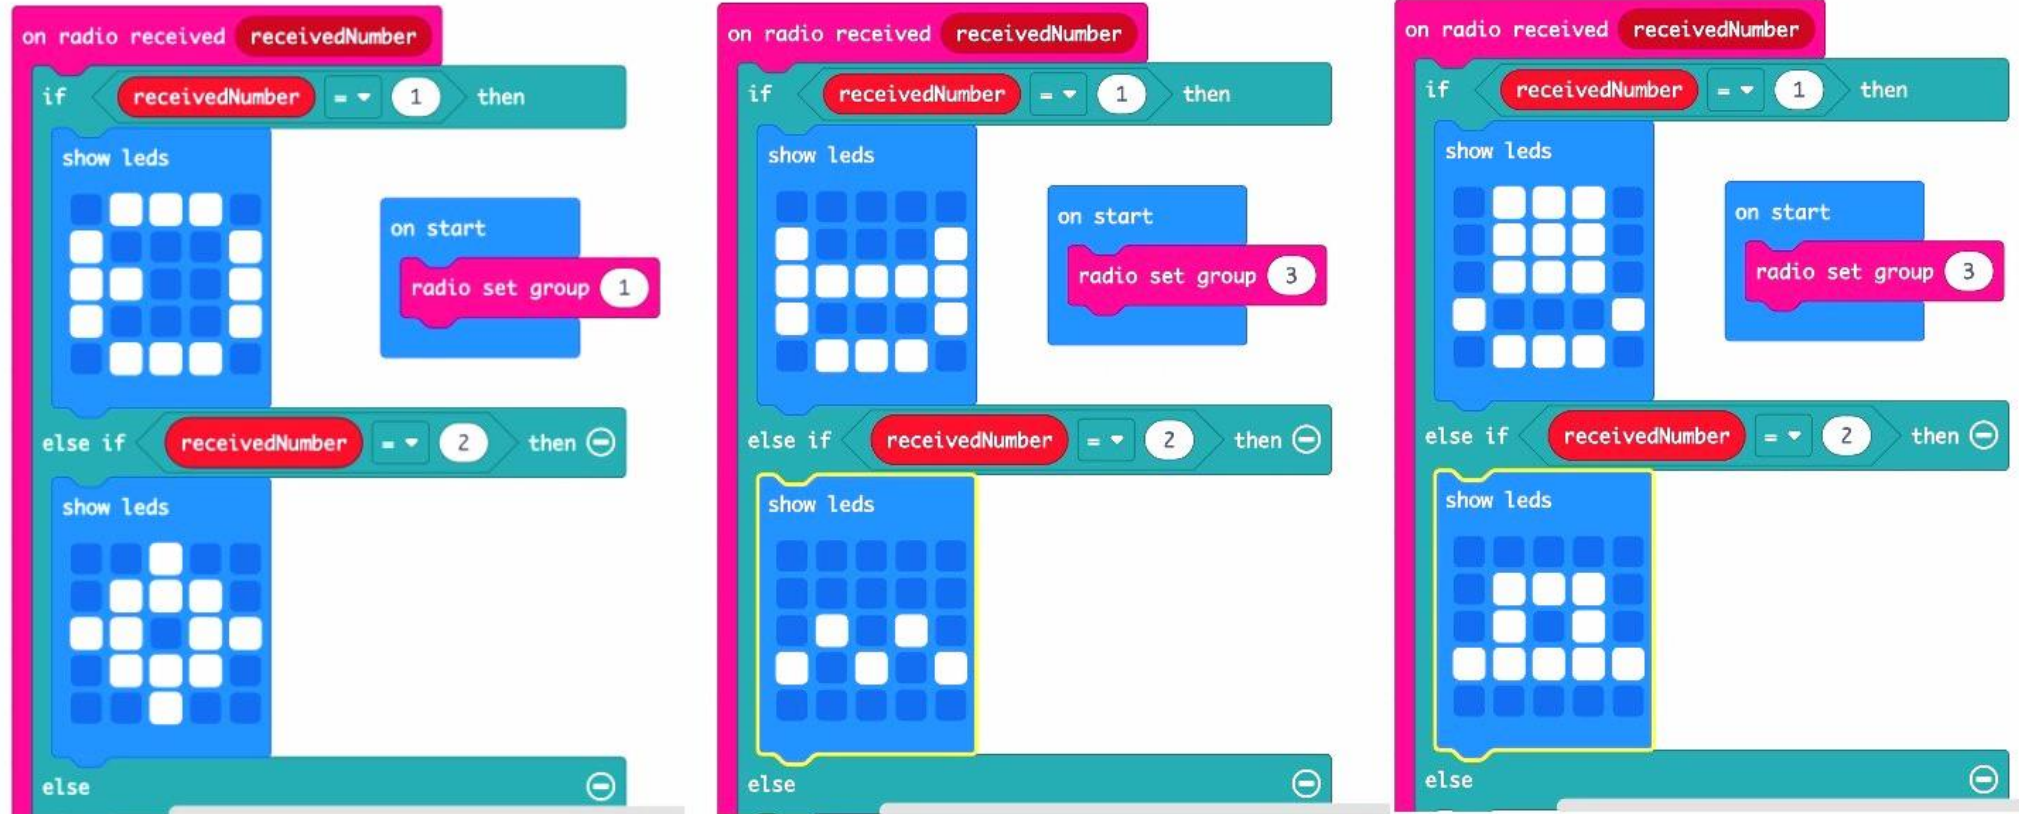 on radio received receivedNumber
if receivedNumber = 1 then
show leds
on start
radio set group 1
else if receivedNumber = 2 then
show leds
else
on radio received receivedNumber
if receivedNumber = 1 then
show leds
on start
radio set group 3
else if receivedNumber = 2 then
show leds
else
on radio received receivedNumber
if receivedNumber = 1 then
show leds
on start
radio set group 3
else if receivedNumber = 2 then
show leds
else